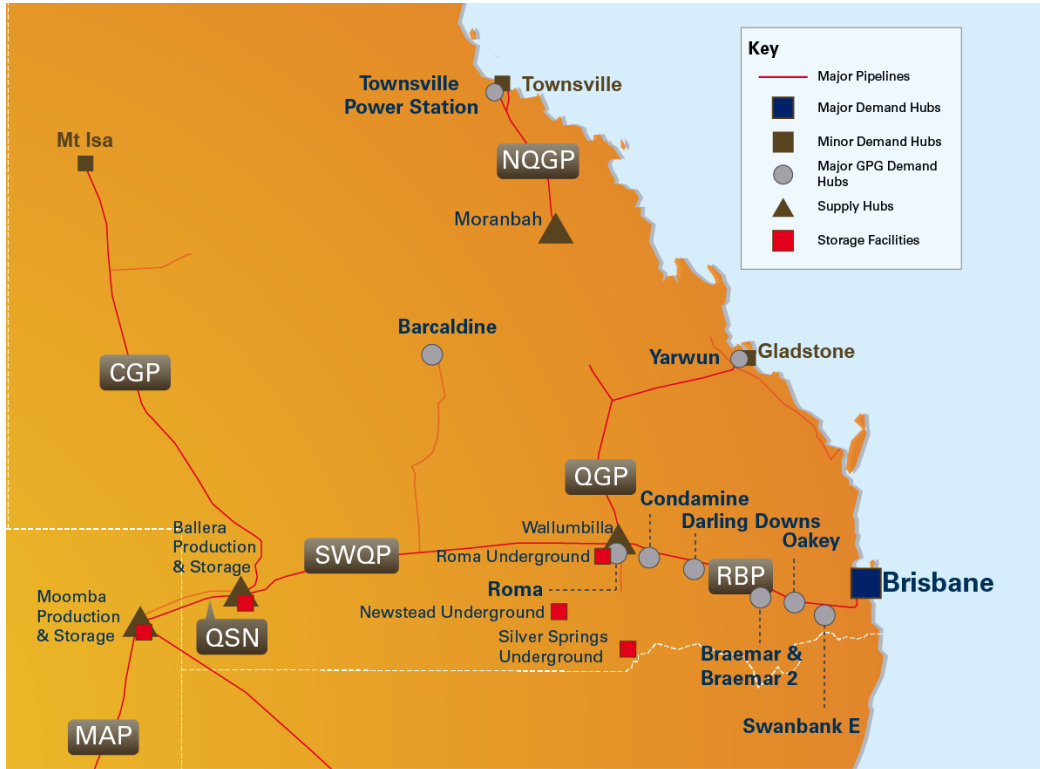 Key
Major Pipelines
Major Demand Hubs
Minor Demand Hubs
Major GPG Demand
Hubs
Supply Hubs
Storage Facilities
Townsville
Power Station
Townsville
Mt Isa
NQGP
Moranbah
Barcaldine
Yarwun
Gladstone
CGP
QGP
Condamine
Darling Downs
Oakey
Wallumbilla
Roma Underground
Roma
Ballera
Production
& Storage
SWQP
RBP
Brisbane
Moomba
Production
& Storage
QSN
Newstead Underground
Silver Springs
Underground
Braemar &
Braemar 2
Swanbank E
MAP